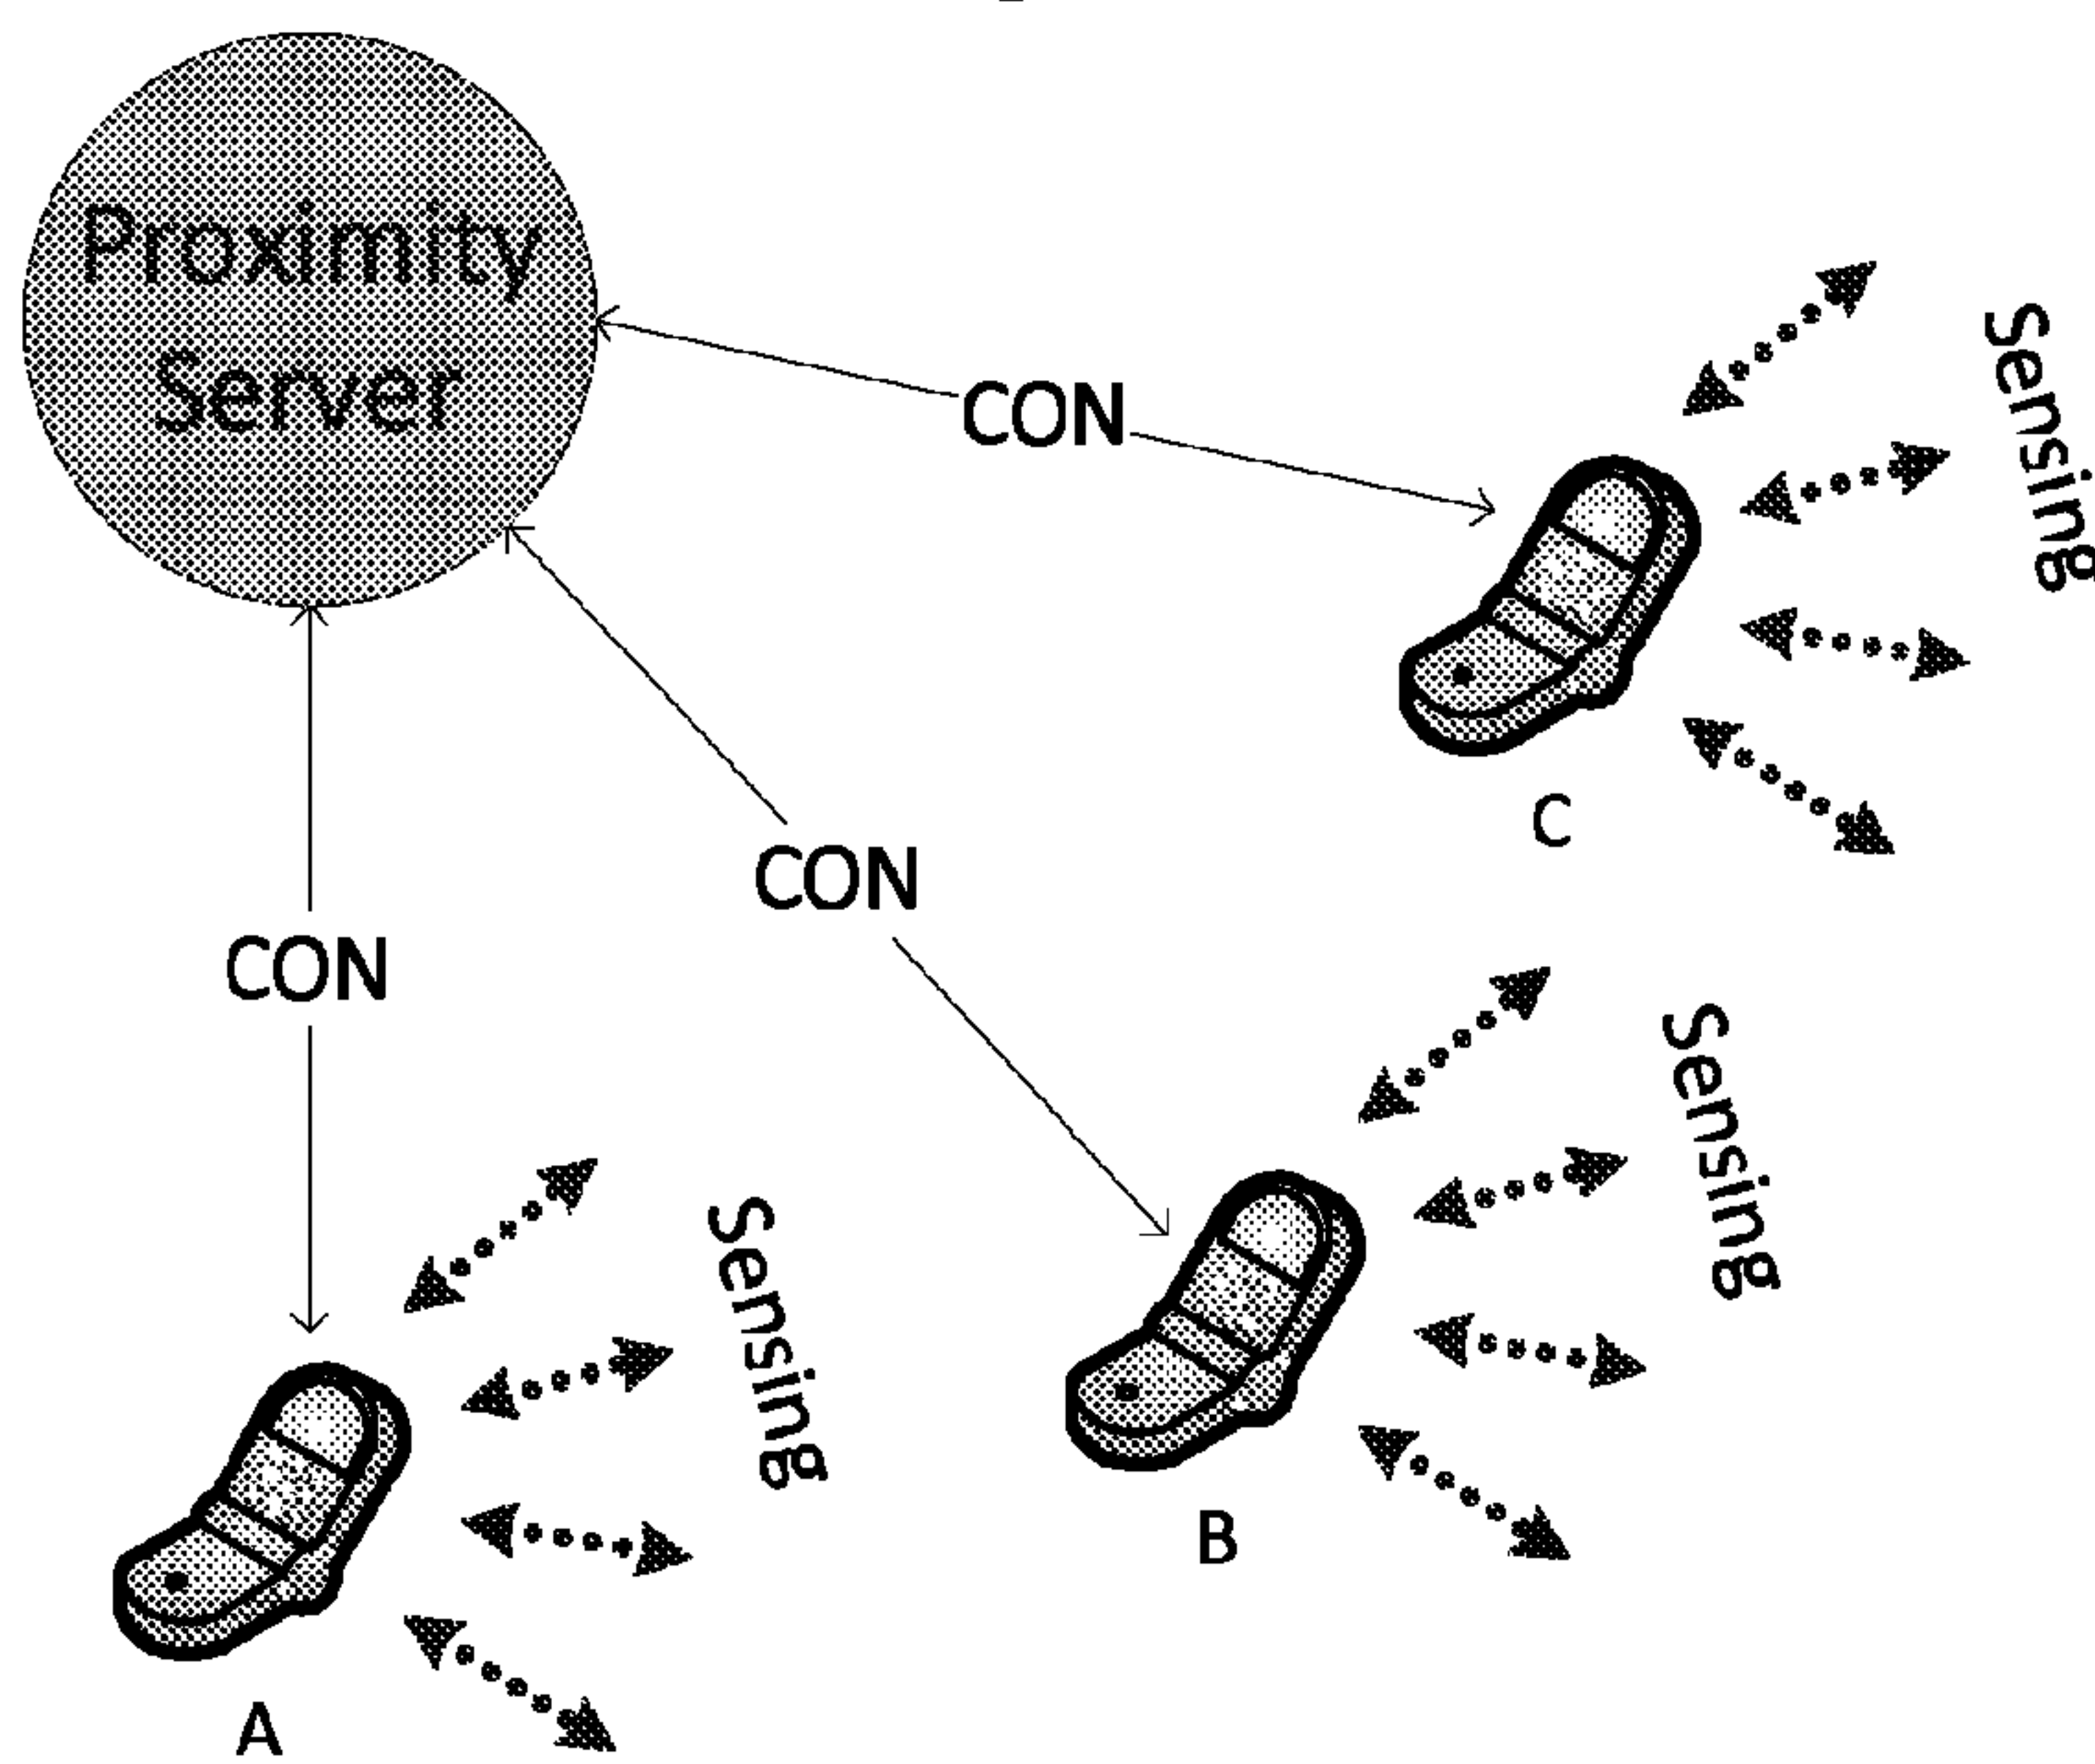 Proximity
Server
CON
Sensing
C
CON
CON
Sensing
Sensing
B
A